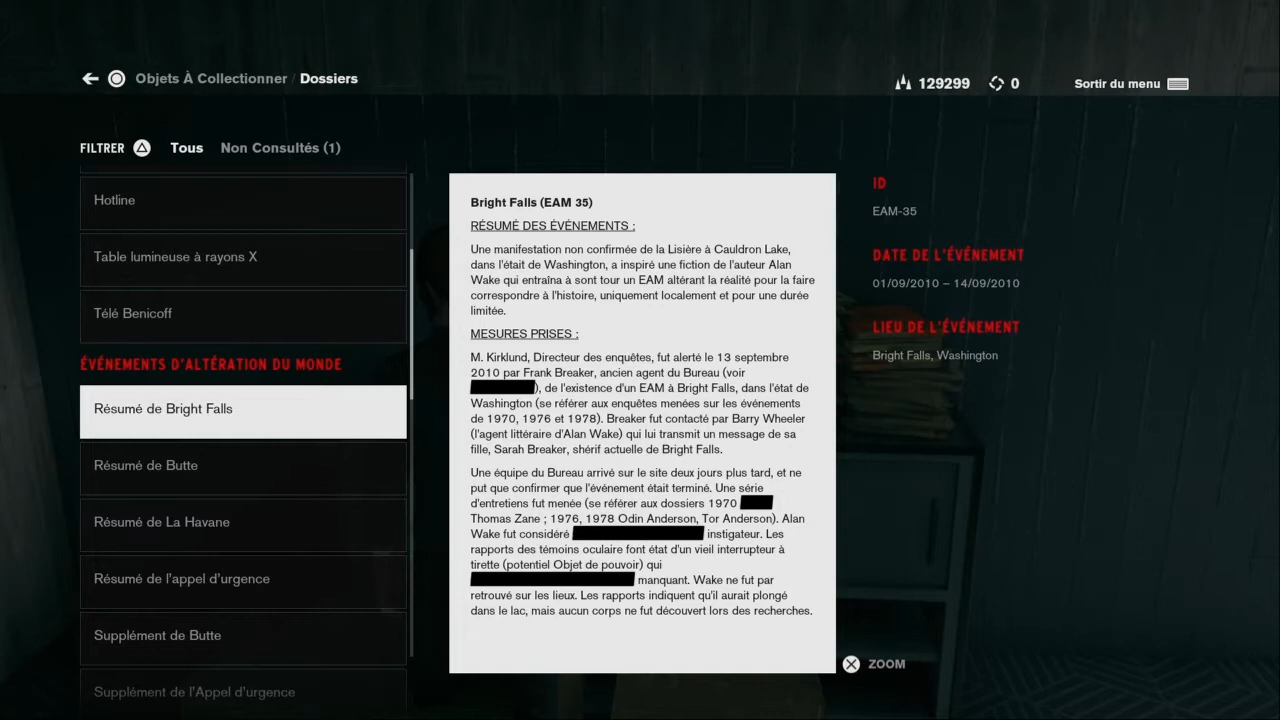 Objets À Collectionner / Dossiers
129299
0
Sortir du menu
FILTRER
Tous
Non Consultés (1)
Hotline
Table lumineuse à rayons X
Télé Benicoff
ÉVÉNEMENTS D'ALTÉRATION DU MONDE
Résumé de Bright Falls
Résumé de Butte
Résumé de La Havane
Résumé de l'appel d'urgence
Supplément de Butte
Supplément de l'Appel d'urgence
Bright Falls (EAM 35)
RÉSUMÉ DES ÉVÉNEMENTS :
Une manifestation non confirmée de la Lisière à Cauldron Lake,
dans l'état de Washington, a inspiré une fiction de l'auteur Alan
Wake qui entraîna à sont tour un EAM altérant la réalité pour la faire
correspondre à l'histoire, uniquement localement et pour une durée
limitée.
MESURES PRISES :
M. Kirklund, Directeur des enquêtes, fut alerté le 13 septembre
2010 par Frank Breaker, ancien agent du Bureau (voir
), de l'existence d'un EAM à Bright Falls, dans l'état de
Washington (se référer aux enquêtes menées sur les événements
de 1970, 1976 et 1978). Breaker fut contacté par Barry Wheeler
(l'agent littéraire d'Alan Wake) qui lui transmit un message de sa
fille, Sarah Breaker, shérif actuelle de Bright Falls.
Une équipe du Bureau arrivé sur le site deux jours plus tard, et ne
put que confirmer que l'événement était terminé. Une série
d'entretiens fut menée (se référer aux dossiers 1970
Thomas Zane ; 1976, 1978 Odin Anderson, Tor Anderson). Alan
Wake fut considéré instigateur. Les
rapports des témoins oculaire font état d'un vieil interrupteur à
tirette (potentiel Objet de pouvoir) qui
manquant. Wake ne fut par
retrouvé sur les lieux. Les rapports indiquent qu'il aurait plongé
dans le lac, mais aucun corps ne fut découvert lors des recherches.
ZOOM
ID
EAM-35
DATE DE L'ÉVÉNEMENT
01/09/2010 – 14/09/2010
LIEU DE L'ÉVÉNEMENT
Bright Falls, Washington